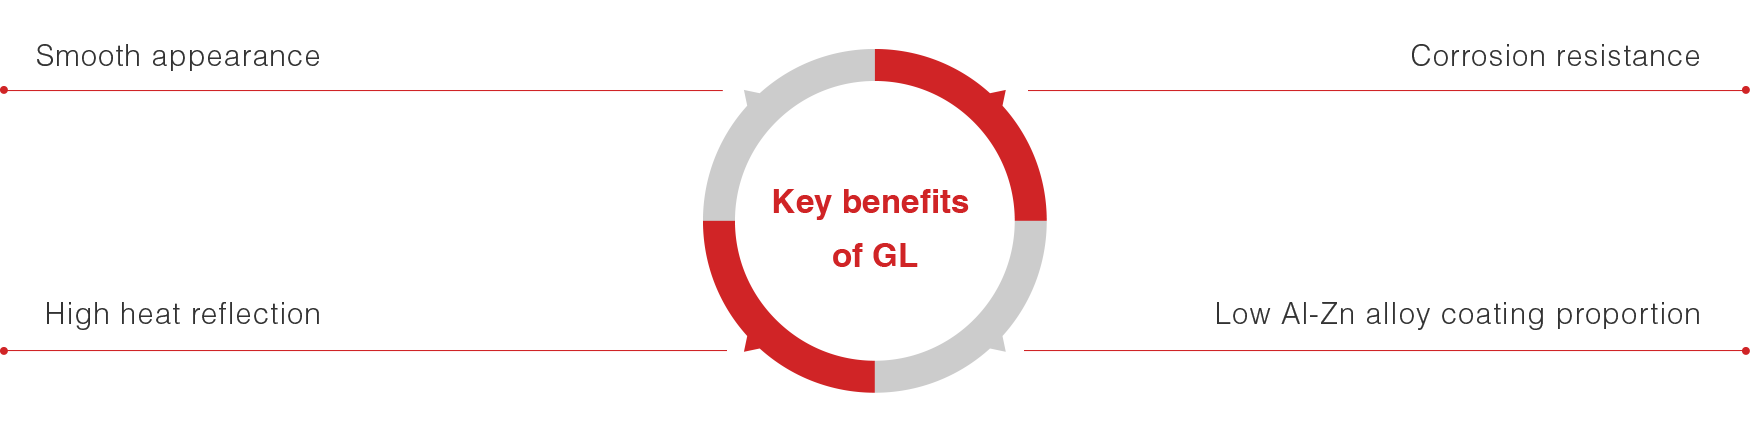 Smooth appearance
Corrosion resistance
Key benefits
of GL
High heat reflection
Low Al-Zn alloy coating proportion